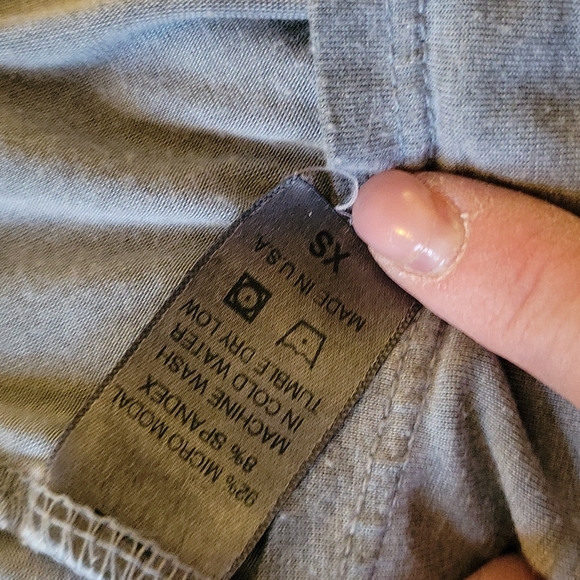 92% MICRO MODAL
8% SPANDEX
MACHINE WASH
IN COLD WATER
TUMBLE DRY LOW
MADE IN U.S.A
XS